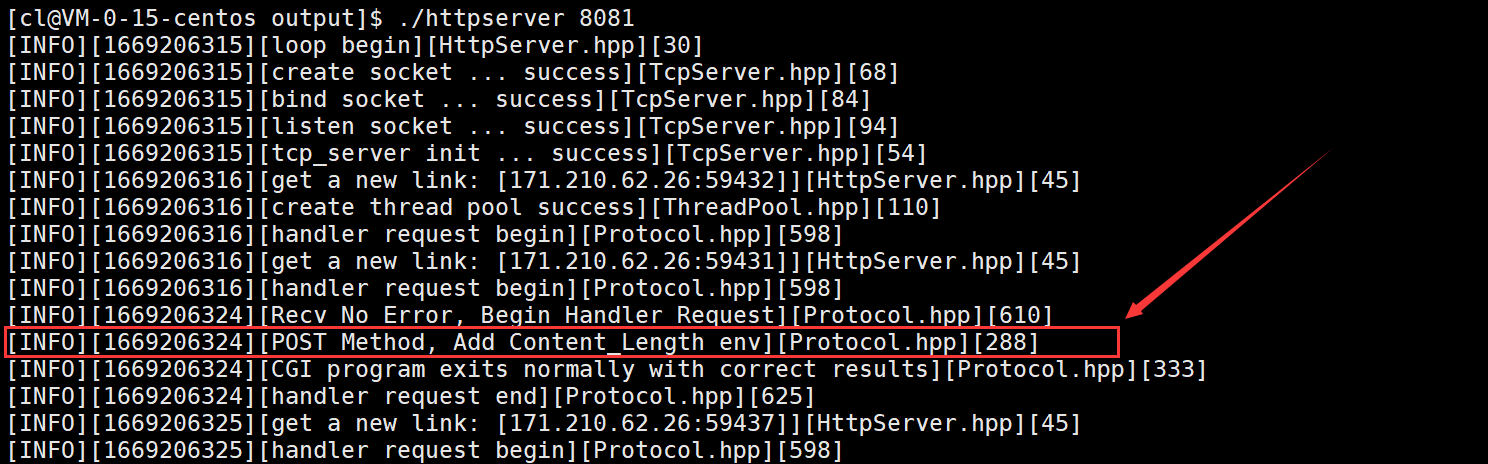 [cl@VM-0-15-centos output]$ ./httpserver 8081
[INFO][1669206315][loop begin][HttpServer.hpp][30]
[INFO][1669206315][create socket ... success][TcpServer.hpp][68]
[INFO][1669206315][bind socket ... success][TcpServer.hpp][84]
[INFO][1669206315][listen socket ... success][TcpServer.hpp][94]
[INFO][1669206315][tcp_server init ... success][TcpServer.hpp][54]
[INFO][1669206316][get a new link: [171.210.62.26:59432]][HttpServer.hpp][45]
[INFO][1669206316][create thread pool success][ThreadPool.hpp][110]
[INFO][1669206316][handler request begin][Protocol.hpp][598]
[INFO][1669206316][get a new link: [171.210.62.26:59431]][HttpServer.hpp][45]
[INFO][1669206316][handler request begin][Protocol.hpp][598]
[INFO][1669206324][Recv No Error, Begin Handler Request][Protocol.hpp][610]
[INFO][1669206324][POST Method, Add Content_Length env][Protocol.hpp][288]
[INFO][1669206324][CGI program exits normally with correct results][Protocol.hpp][333]
[INFO][1669206324][handler request end][Protocol.hpp][625]
[INFO][1669206325][get a new link: [171.210.62.26:59437]][HttpServer.hpp][45]
[INFO][1669206325][handler request begin][Protocol.hpp][598]